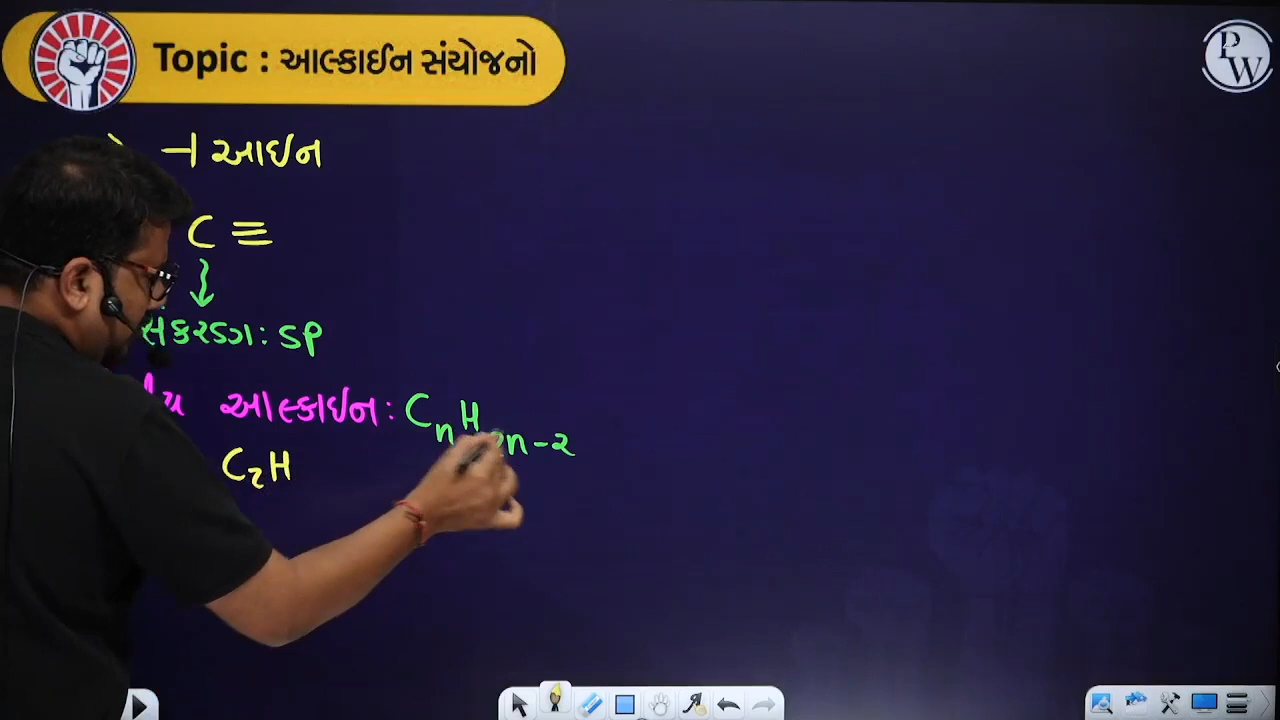 Topic : આલ્કાઈન સંયોજનો
PW
⊣ આઇન
C ≡
↓
સંકરણ : sp
આલ્કાઇન : CnH2n-2
C2H